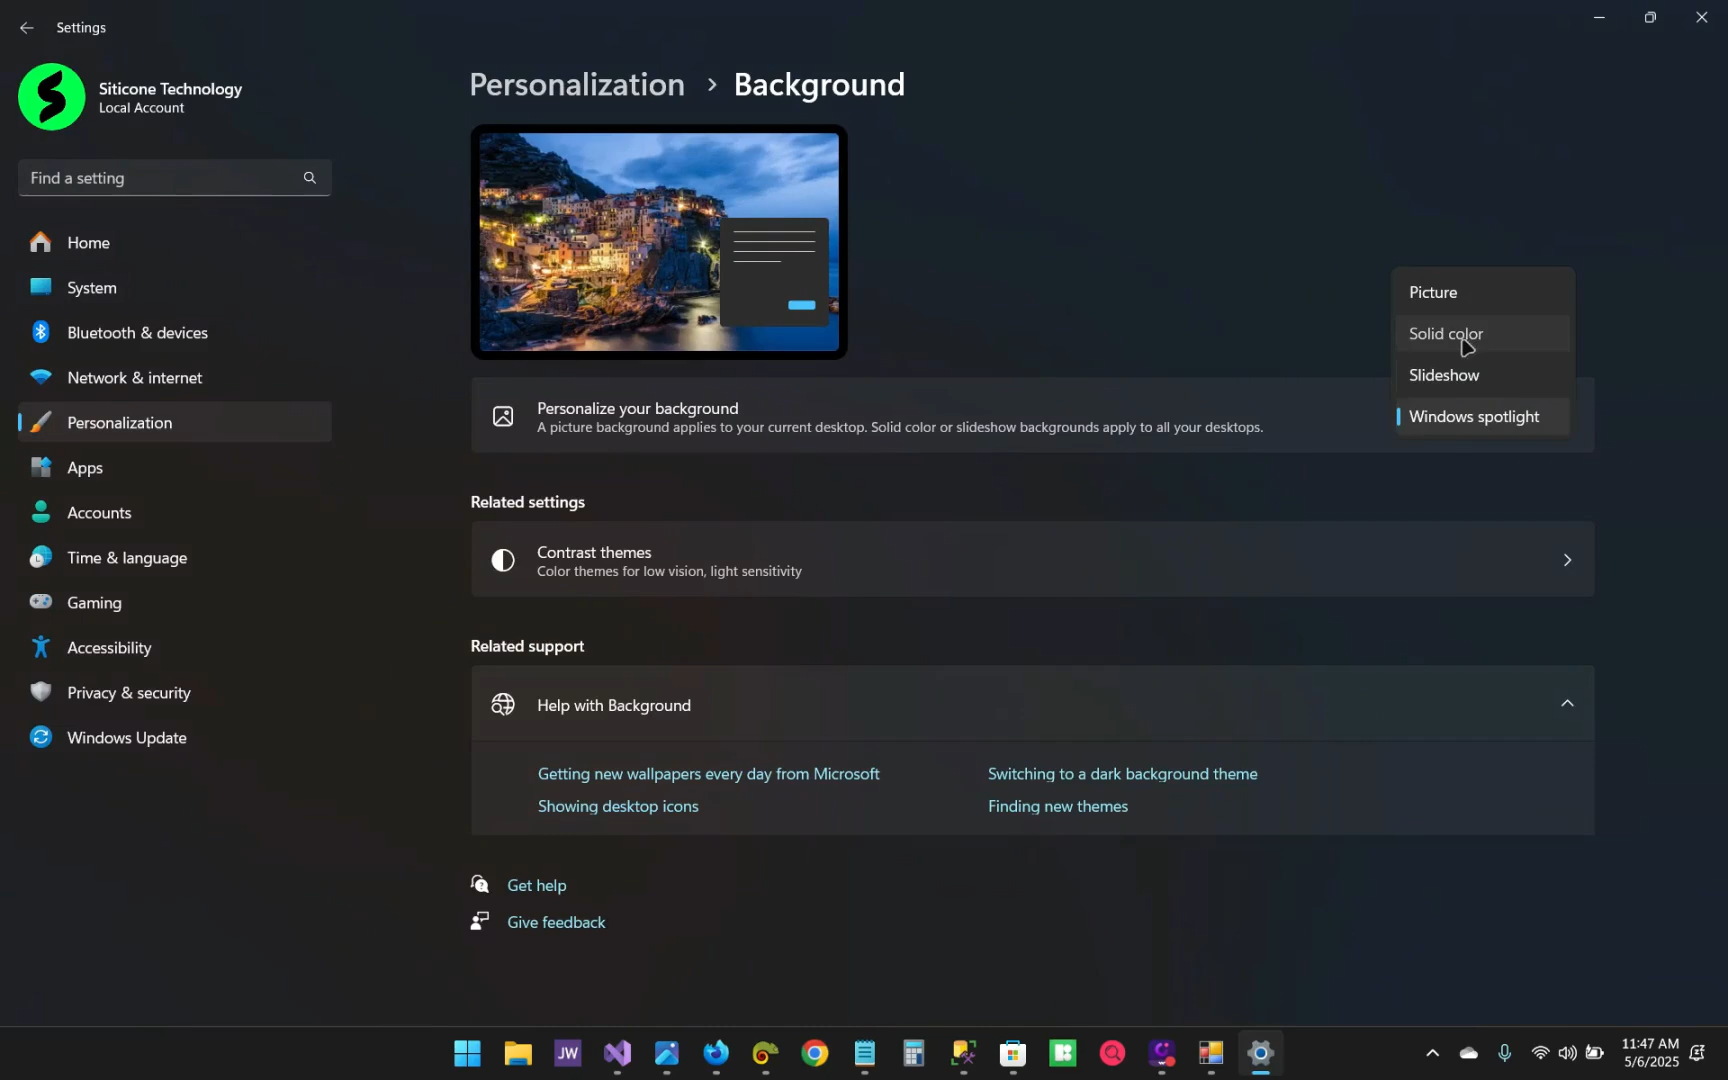 Settings
Siticone Technology
Local Account
Find a setting
Home
System
Bluetooth & devices
Network & internet
Personalization
Apps
Accounts
Time & language
Gaming
Accessibility
Privacy & security
Windows Update
Personalization > Background
Picture
Solid color
Slideshow
Windows spotlight
Personalize your background
A picture background applies to your current desktop. Solid color or slideshow backgrounds apply to all your desktops.
Related settings
Contrast themes
Color themes for low vision, light sensitivity
Related support
Help with Background
Getting new wallpapers every day from Microsoft
Switching to a dark background theme
Showing desktop icons
Finding new themes
Get help
Give feedback
JW
11:47 AM
5/6/2025